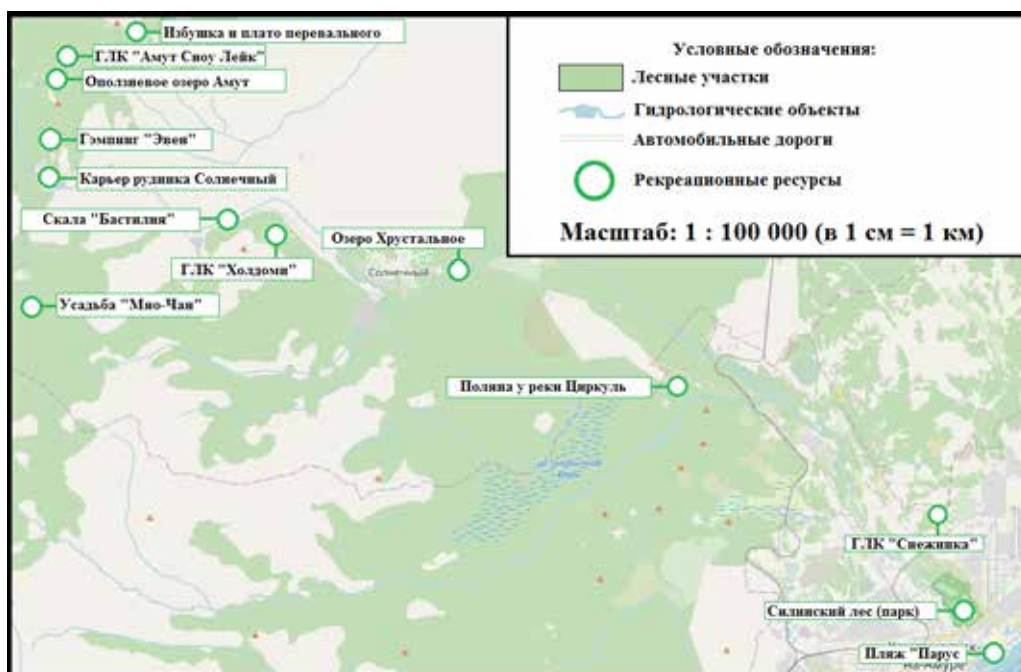 Избушка и плато перевального
ГЛК "Амут Сноу Лейк"
Оползневое озеро Амут
Гэмпинг "Эвен"
Карьер рудника Солнечный
Скала "Бастилия"
ГЛК "Холдоми"
Озеро Хрустальное
Солнечный
Усадьба "Мяо-Чан"
Поляна у реки Циркуль
ГЛК "Снежинка"
Силинский лес (парк)
Пляж "Парус
на-Амуре
Условные обозначения:
Лесные участки
Гидрологические объекты
Автомобильные дороги
Рекреационные ресурсы
Масштаб: 1 : 100 000 (в 1 см = 1 км)